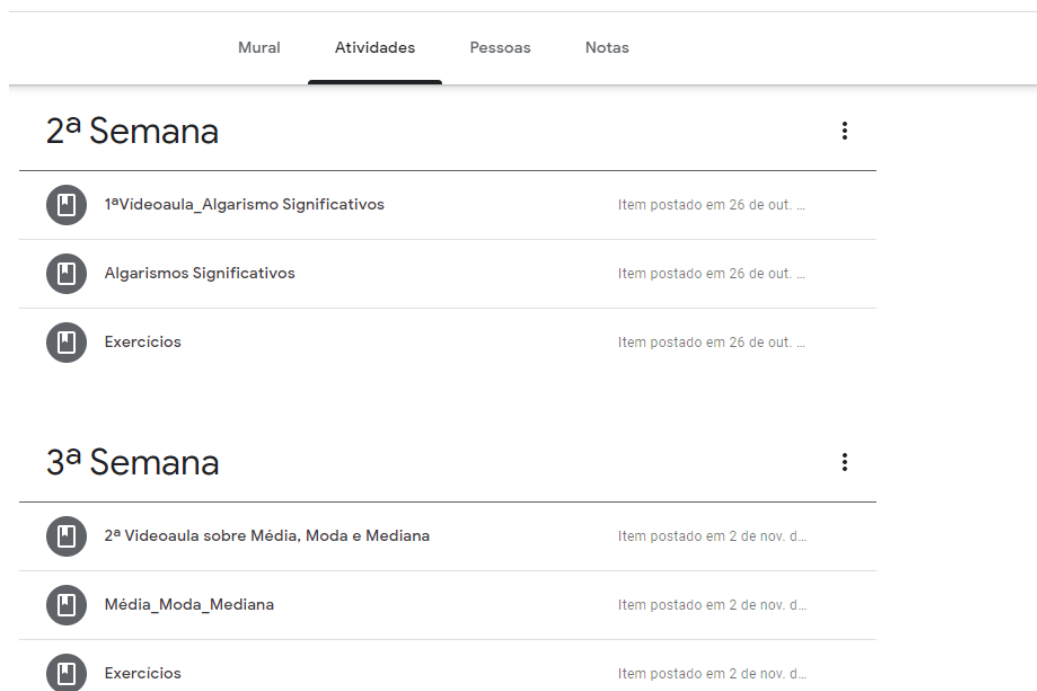 Mural Atividades Pessoas Notas
2ª Semana
1ªVídeoaula_Algarismo Significativos Item postado em 26 de out. ...
Algarismos Significativos Item postado em 26 de out. ...
Exercícios Item postado em 26 de out. ...
3ª Semana
2ª Videoaula sobre Média, Moda e Mediana Item postado em 2 de nov. d...
Média_Moda_Mediana Item postado em 2 de nov. d...
Exercícios Item postado em 2 de nov. d...